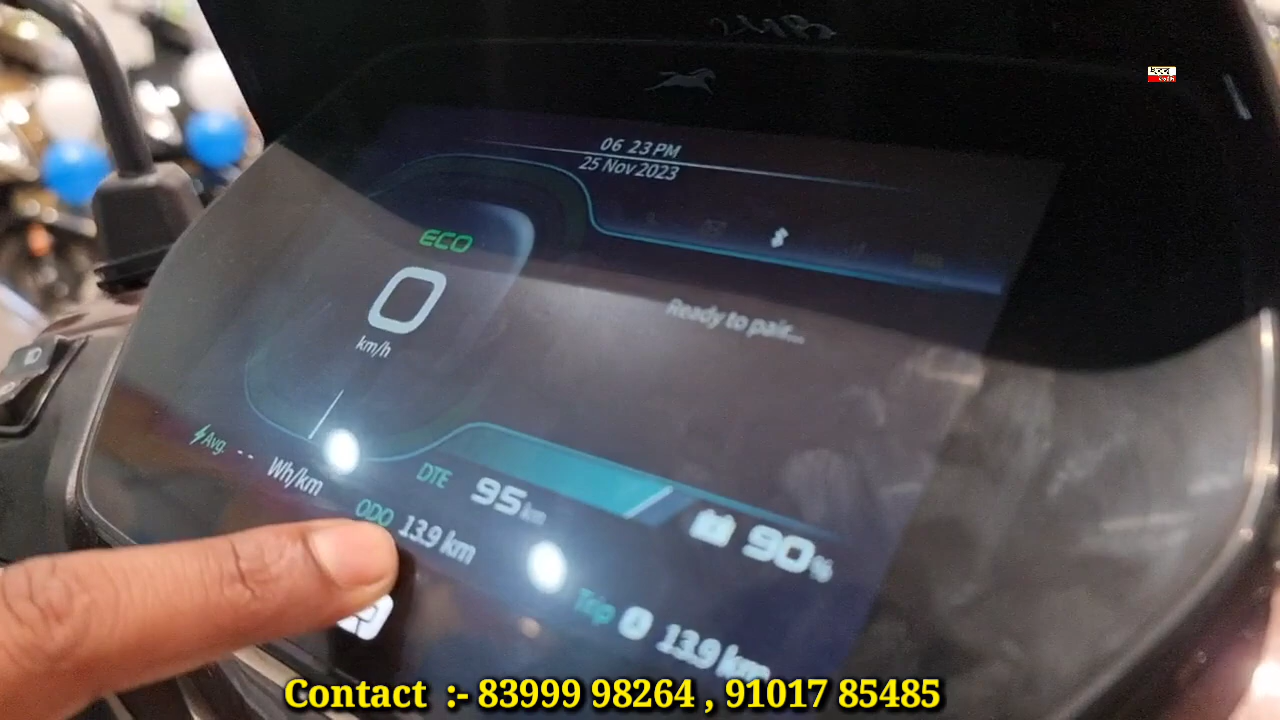 06 23 PM
25 Nov 2023
ECO
0
km/h
Ready to pair...
Avg. -- Wh/km
DTE 95 km
90%
ODO 13.9 km
Trip 13.9 km
Contact :- 83999 98264 , 91017 85485